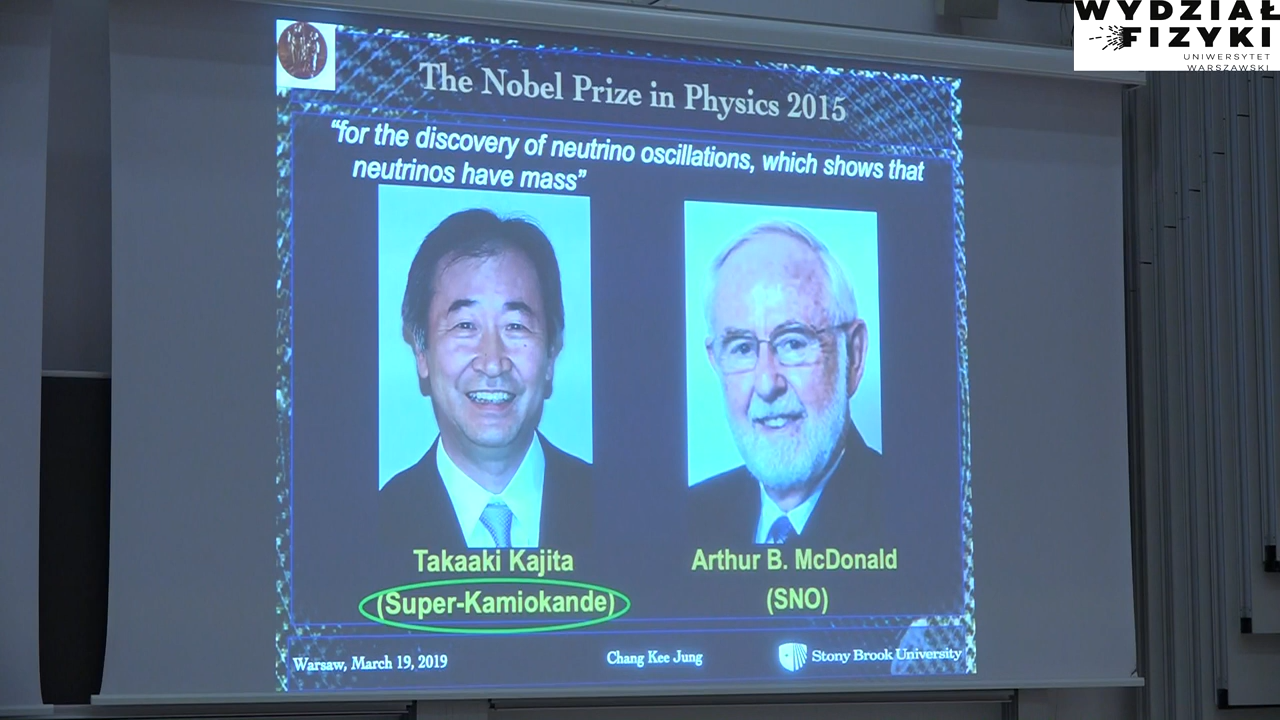 WYDZIAŁ
FIZYKI
UNIWERSYTET
WARSZAWSKI
The Nobel Prize in Physics 2015
“for the discovery of neutrino oscillations, which shows that
neutrinos have mass”
Takaaki Kajita
(Super-Kamiokande)
Arthur B. McDonald
(SNO)
Warsaw, March 19, 2019
Chang Kee Jung
Stony Brook University